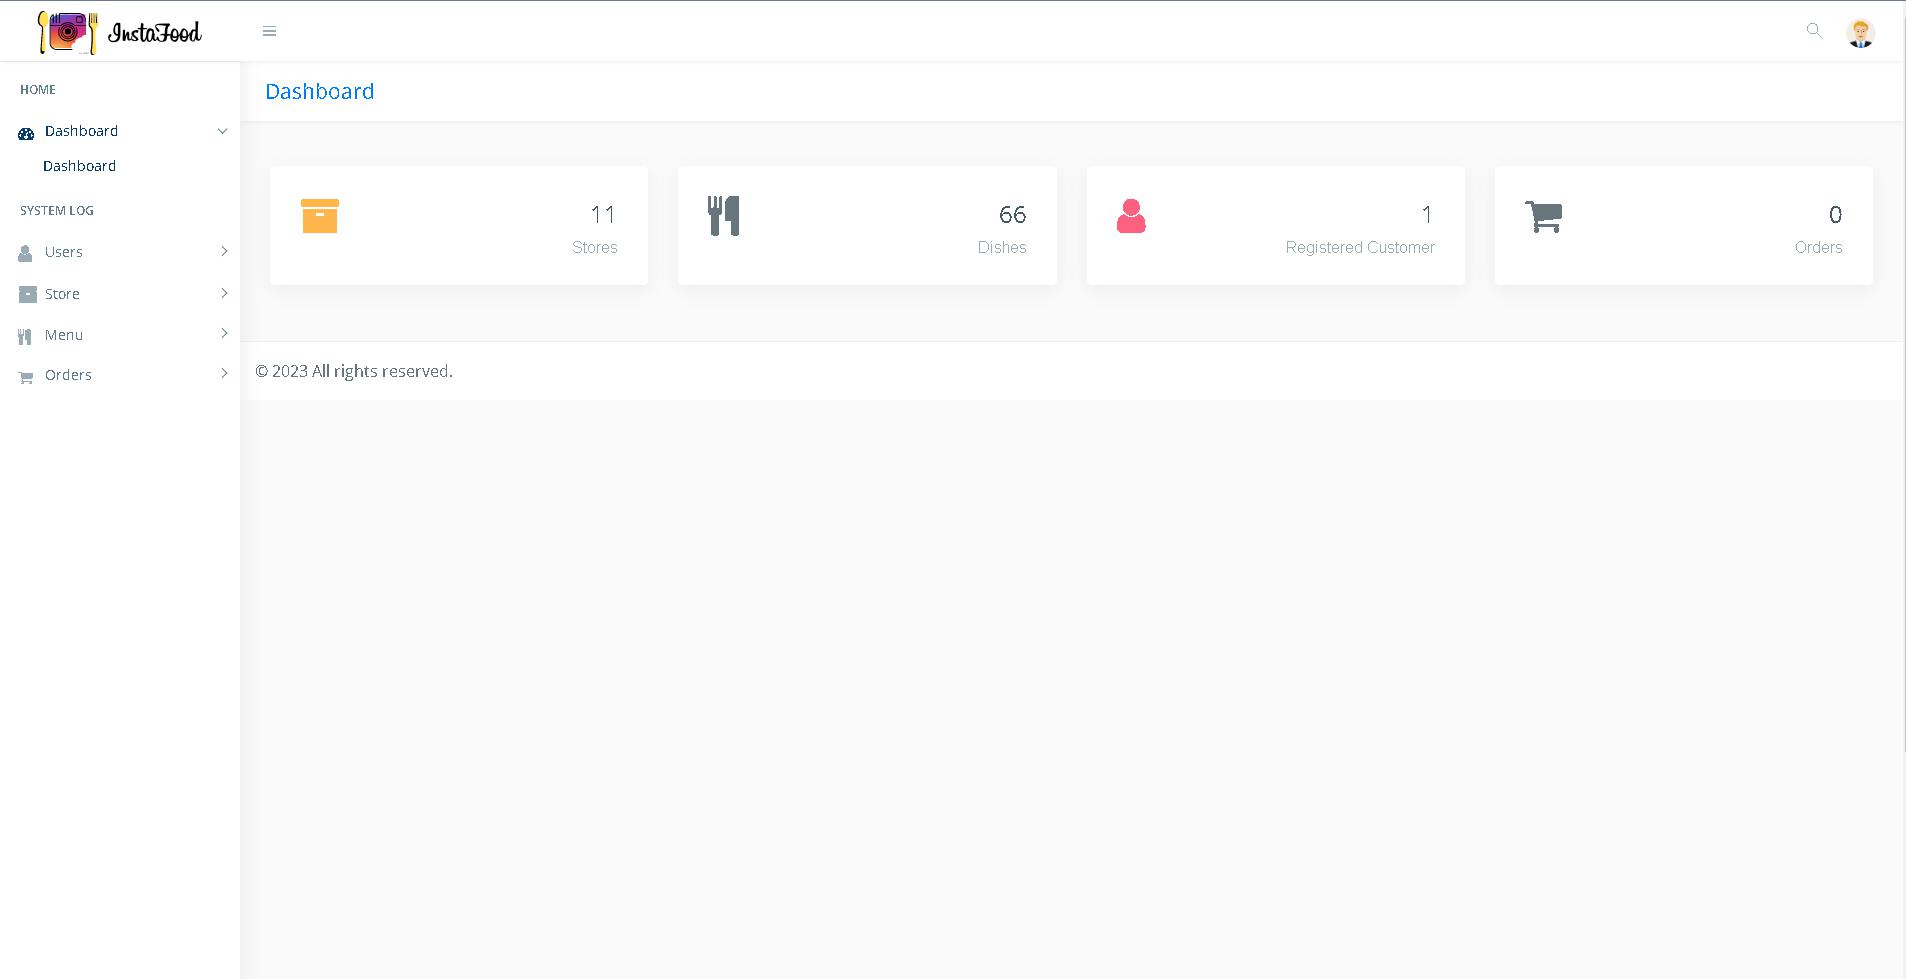 InstaFood
HOME
Dashboard
Dashboard
SYSTEM LOG
Users
Store
Menu
Orders
Dashboard
11
Stores
66
Dishes
1
Registered Customer
0
Orders
© 2023 All rights reserved.